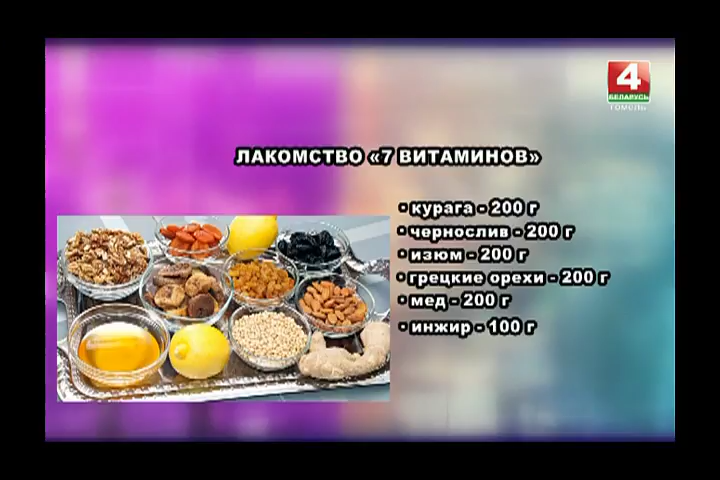 4
БЕЛАРУСЬ
ГОМЕЛЬ
ЛАКОМСТВО «7 ВИТАМИНОВ»
• курага - 200 г
• чернослив - 200 г
• изюм - 200 г
• грецкие орехи - 200 г
• мед - 200 г
• инжир - 100 г